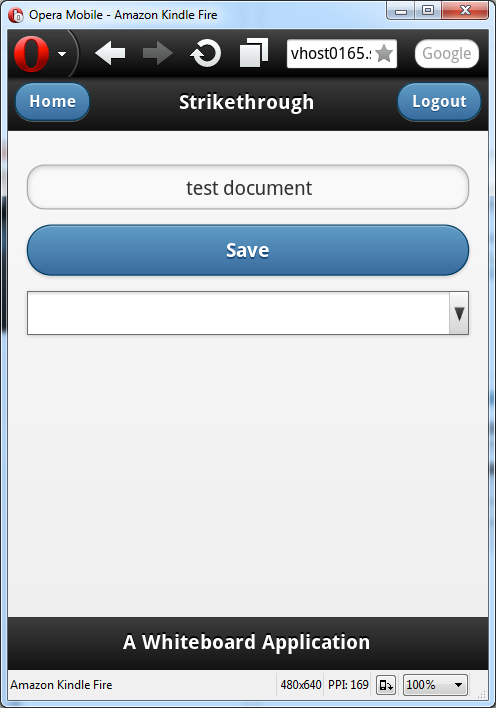 Opera Mobile - Amazon Kindle Fire
vhost0165.s
Google
Home
Strikethrough
Logout
test document
Save
A Whiteboard Application
Amazon Kindle Fire
480x640
PPI: 169
100%